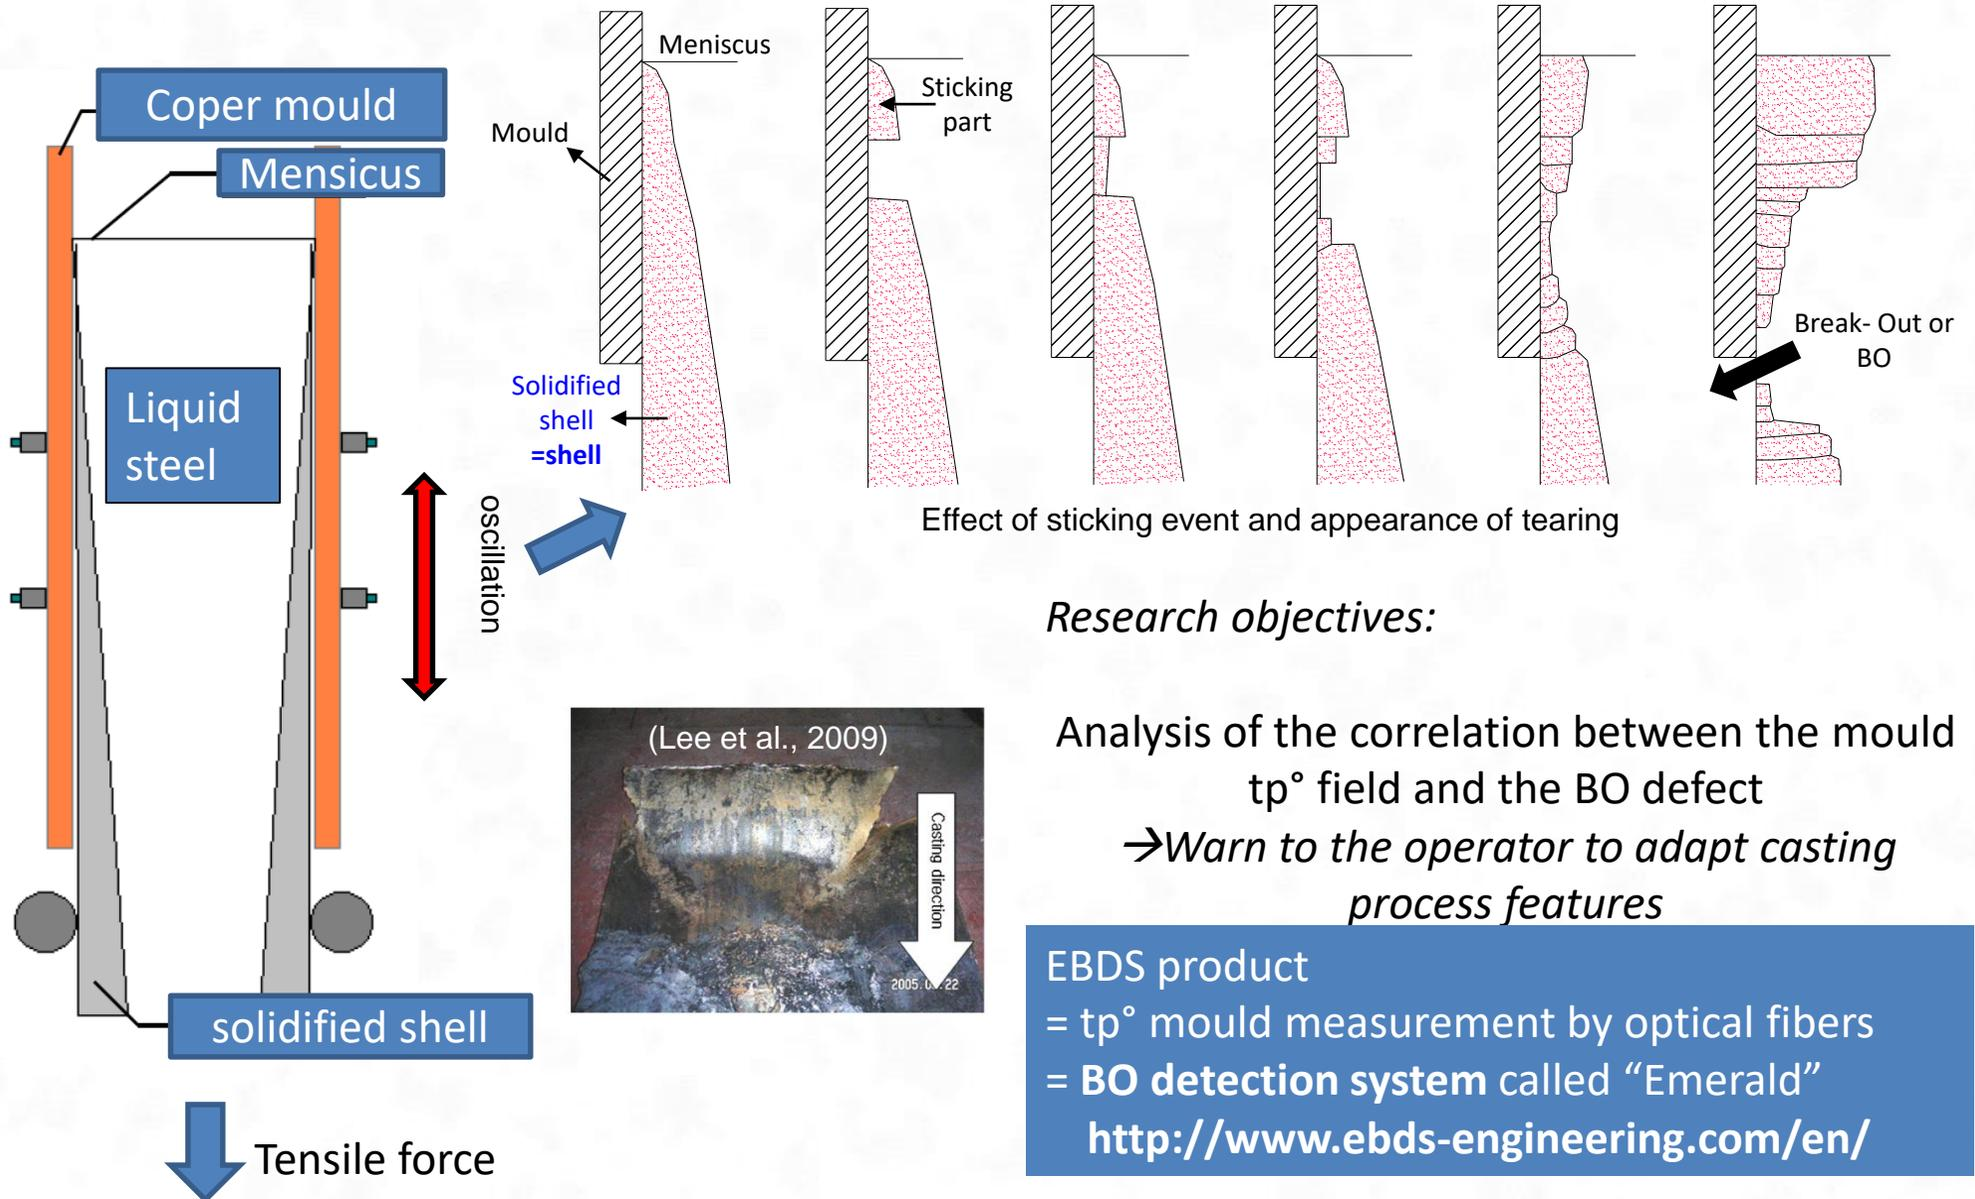 Coper mould
Mensicus
Liquid
steel
oscillation
solidified shell
Tensile force
Meniscus
Mould
Sticking
part
Solidified
shell
=shell
Break- Out or
BO
Effect of sticking event and appearance of tearing
(Lee et al., 2009)
Casting direction
Research objectives:
Analysis of the correlation between the mould
tp° field and the BO defect
→Warn to the operator to adapt casting
process features
EBDS product
= tp° mould measurement by optical fibers
= BO detection system called “Emerald”
http://www.ebds-engineering.com/en/